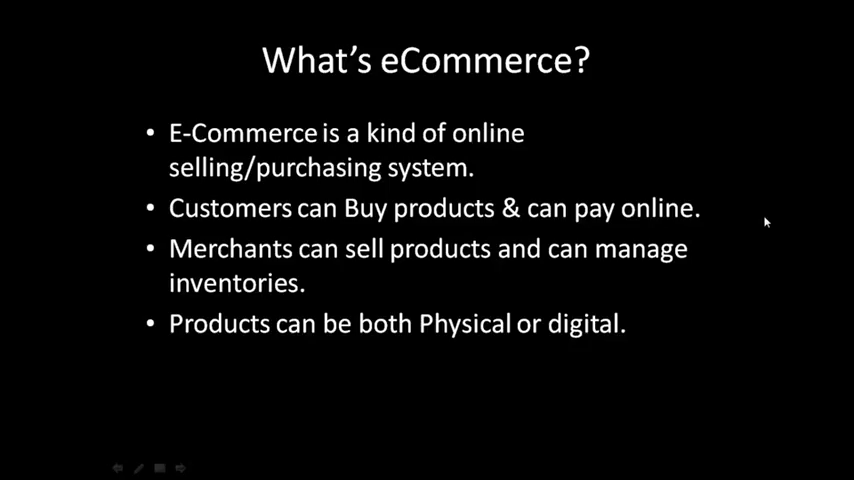 What's eCommerce?
• E-Commerce is a kind of online
selling/purchasing system.
• Customers can Buy products & can pay online.
• Merchants can sell products and can manage
inventories.
• Products can be both Physical or digital.